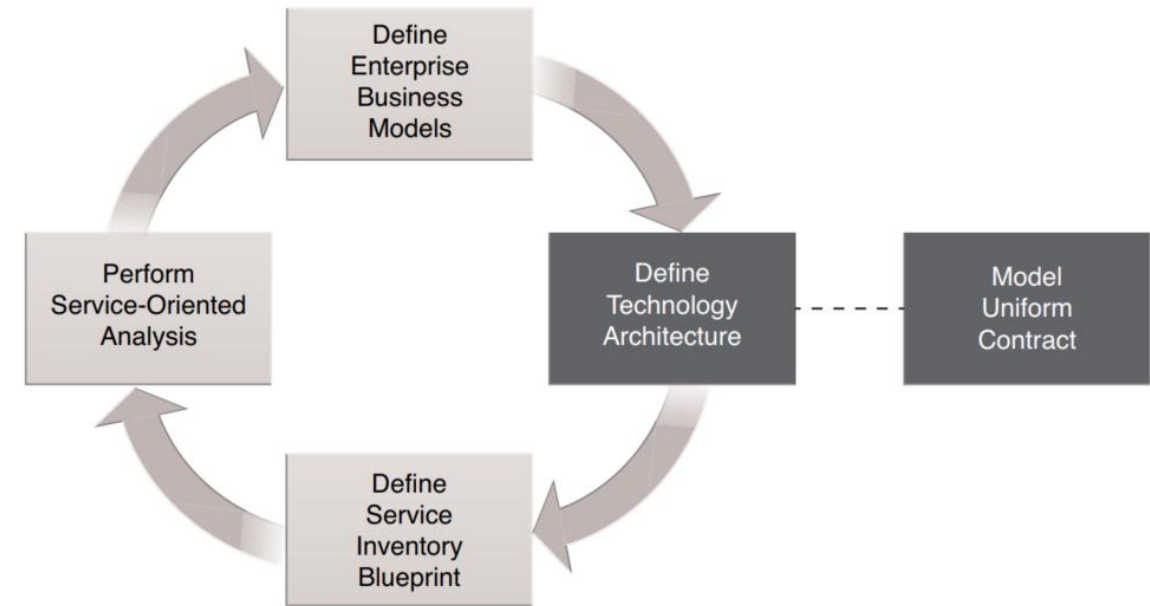 Define
Enterprise
Business
Models
Perform
Service-Oriented
Analysis
Define
Technology
Architecture
Model
Uniform
Contract
Define
Service
Inventory
Blueprint